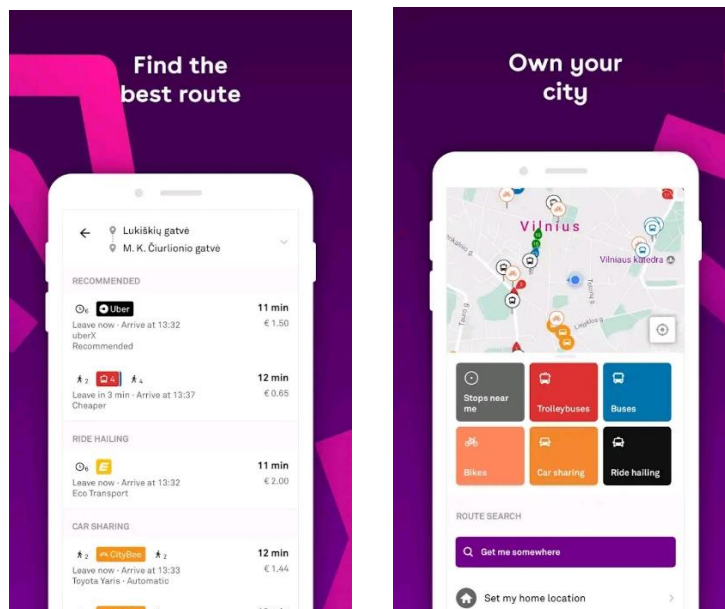 Find the
best route
Lukiškių gatvė
M. K. Čiurlionio gatvė
RECOMMENDED
6 Uber 11 min
Leave now · Arrive at 13:32 € 1.50
uberX
Recommended
2 4 4 12 min
Leave in 3 min · Arrive at 13:37 € 0.65
Cheaper
RIDE HAILING
6 E 11 min
Leave now · Arrive at 13:32 € 2.00
Eco Transport
CAR SHARING
2 CityBee 2 12 min
Leave now · Arrive at 13:33 € 1.44
Toyota Yaris · Automatic
Own your
city
Vilnius
Vilniaus katedra
Tauro g.
Liejyklos g.
Stops near
me
Trolleybuses
Buses
Bikes
Car sharing
Ride hailing
ROUTE SEARCH
Get me somewhere
Set my home location